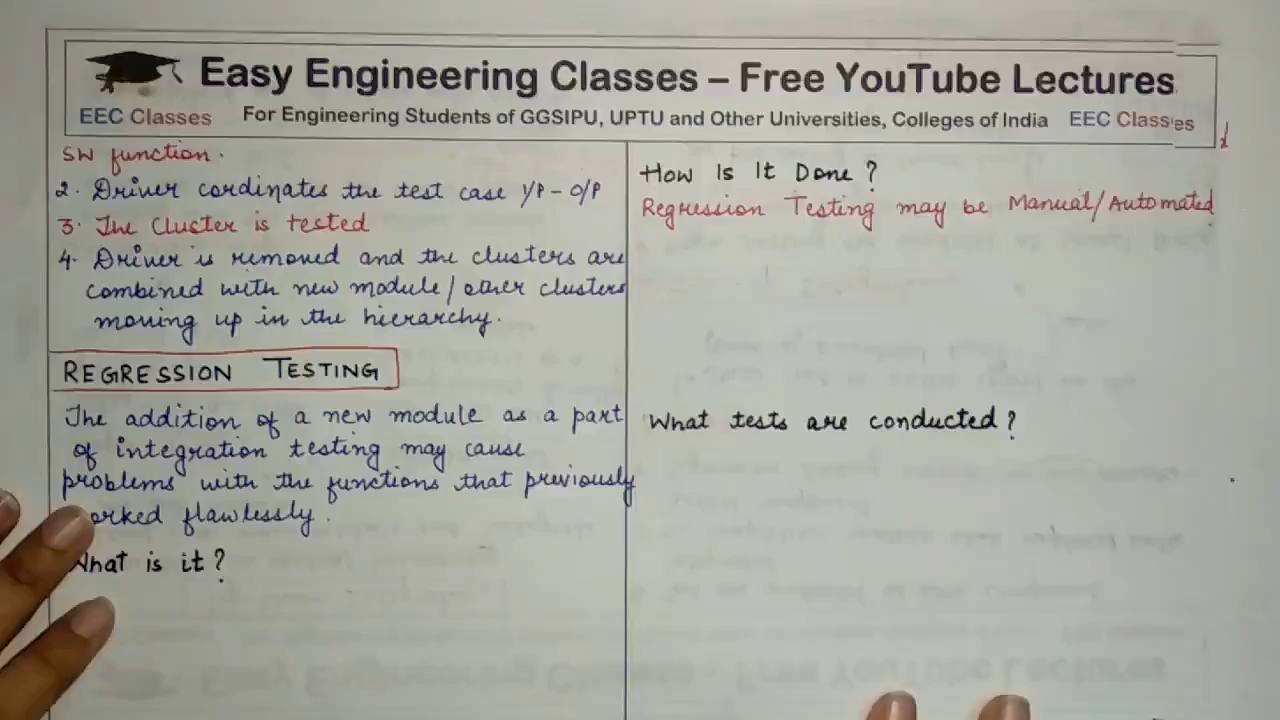 Easy Engineering Classes – Free YouTube Lectures
EEC Classes For Engineering Students of GGSIPU, UPTU and Other Universities, Colleges of India EEC Classes
SW function.
2. Driver cordinates the test case I/P - O/P
3. The Cluster is tested
4. Driver is removed and the clusters are
combined with new module / other clusters
moving up in the hierarchy.
REGRESSION TESTING
The addition of a new module as a part
of integration testing may cause
problems with the functions that previously
orked flawlessly.
What is it?
How Is It Done?
Regression Testing may be Manual/Automated
What tests are conducted?